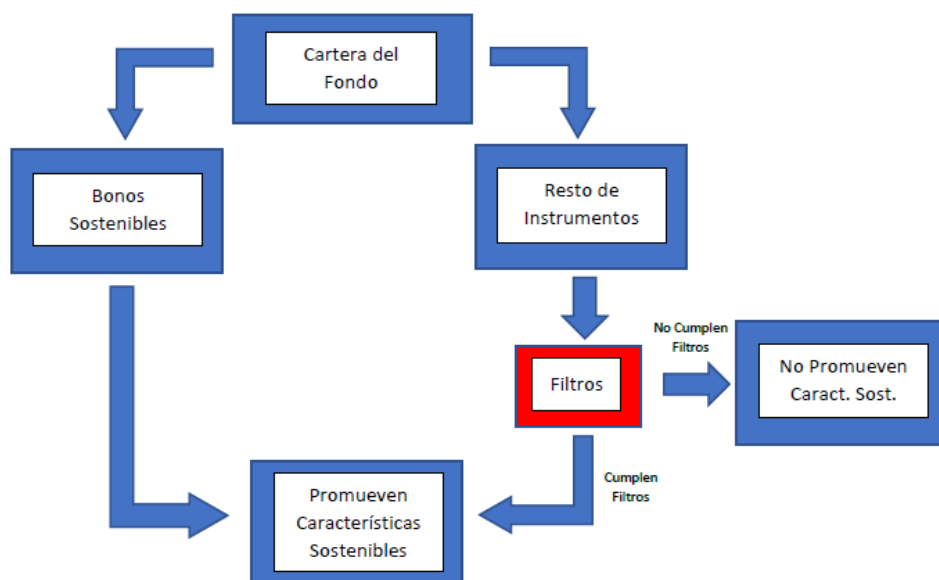 Cartera del
Fondo
Bonos
Sostenibles
Resto de
Instrumentos
No Cumplen
Filtros
Filtros
No Promueven
Caract. Sost.
Cumplen
Filtros
Promueven
Características
Sostenibles